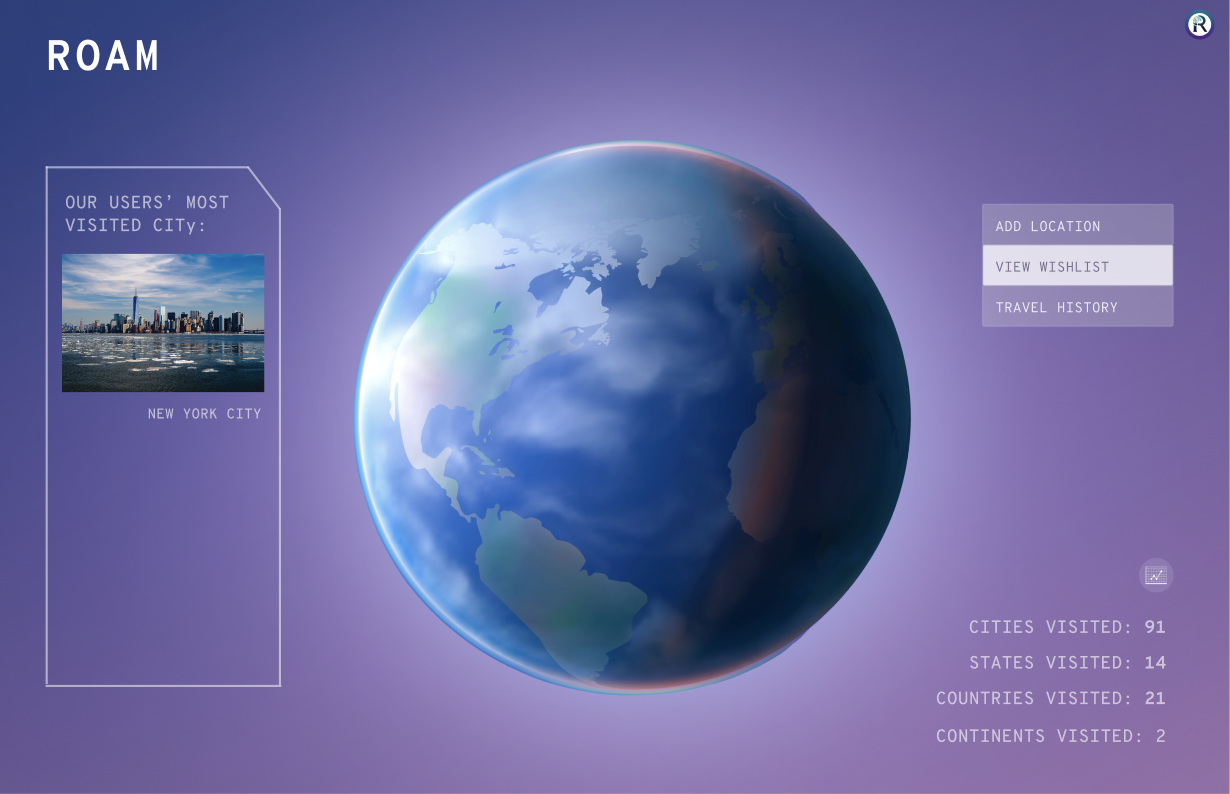 ROAM
R
OUR USERS’ MOST
VISITED CITy:
NEW YORK CITY
ADD LOCATION
VIEW WISHLIST
TRAVEL HISTORY
CITIES VISITED: 91
STATES VISITED: 14
COUNTRIES VISITED: 21
CONTINENTS VISITED: 2